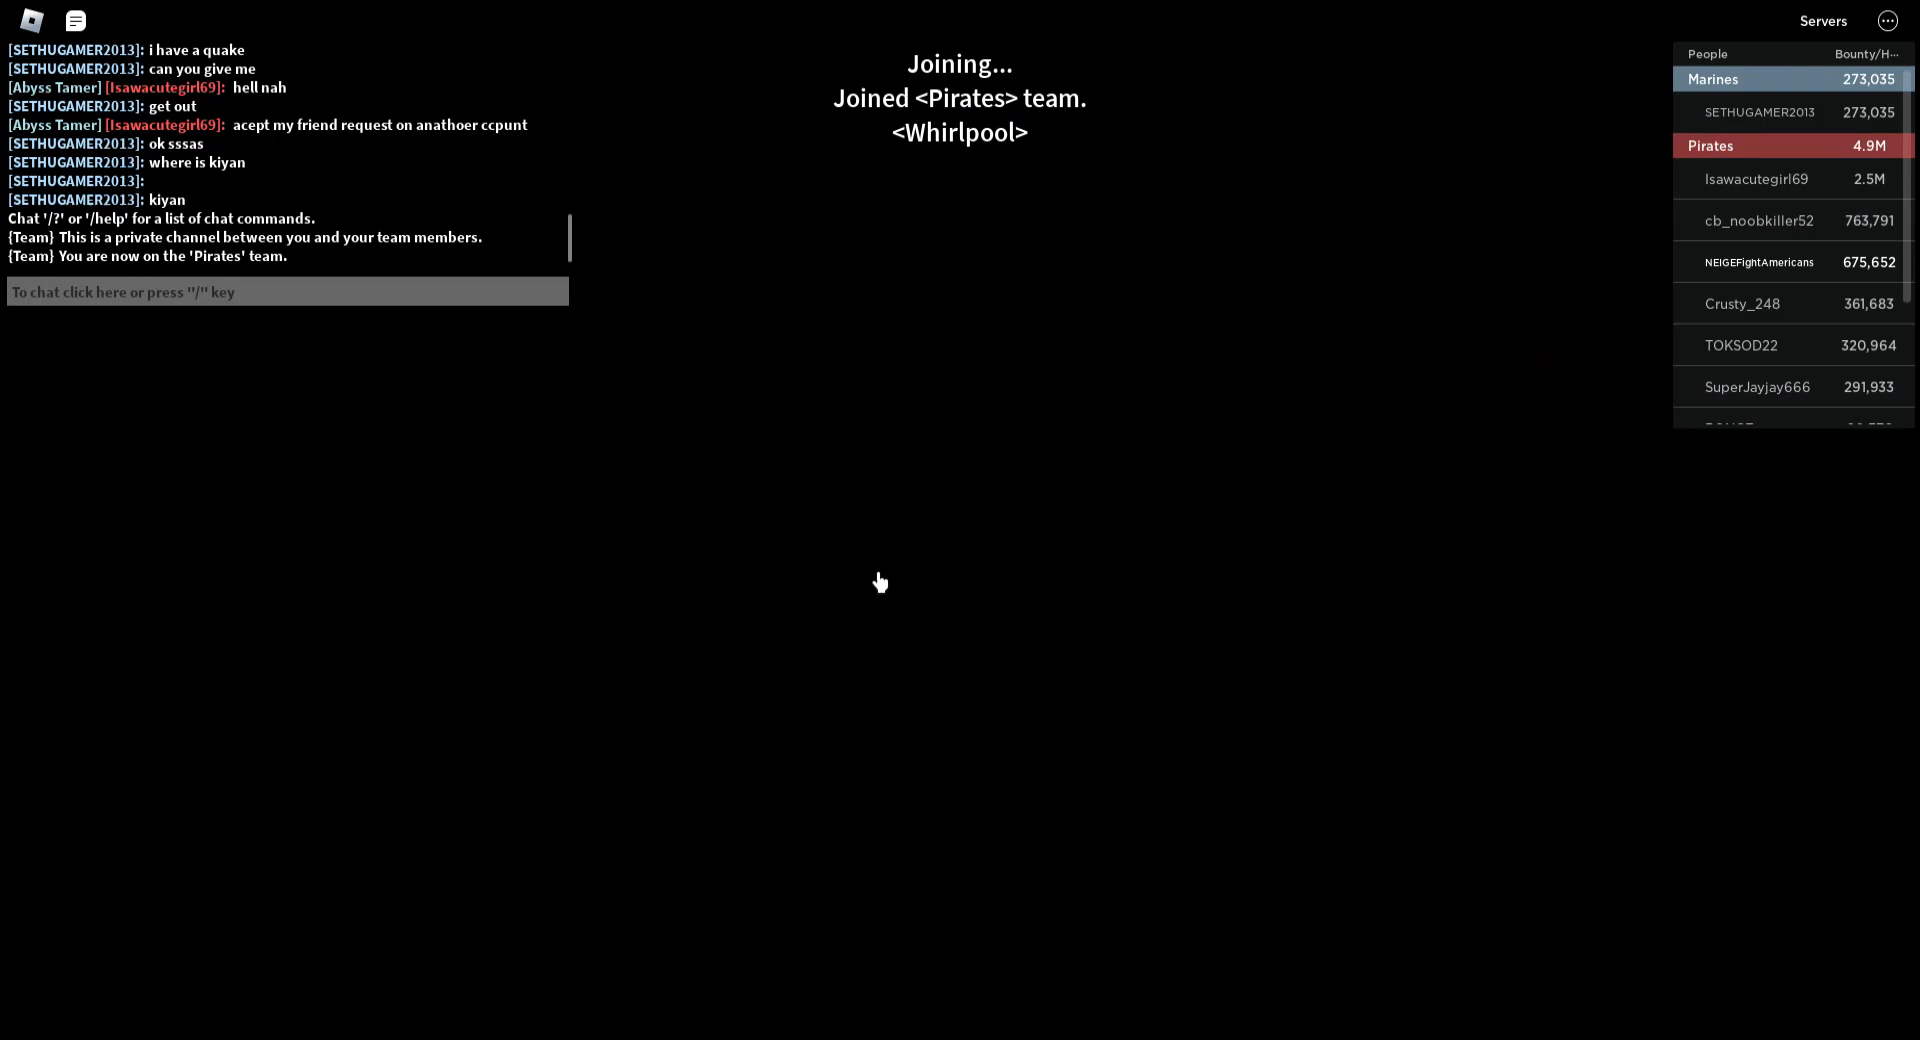 Servers
[SETHUGAMER2013]: i have a quake
[SETHUGAMER2013]: can you give me
[Abyss Tamer] [Isawacutegirl69]: hell nah
[SETHUGAMER2013]: get out
[Abyss Tamer] [Isawacutegirl69]: acept my friend request on anathoer ccpunt
[SETHUGAMER2013]: ok sssas
[SETHUGAMER2013]: where is kiyan
[SETHUGAMER2013]:
[SETHUGAMER2013]: kiyan
Chat '/?' or '/help' for a list of chat commands.
{Team} This is a private channel between you and your team members.
{Team} You are now on the 'Pirates' team.
To chat click here or press "/" key
Joining...
Joined <Pirates> team.
<Whirlpool>
People Bounty/H...
Marines 273,035
SETHUGAMER2013 273,035
Pirates 4.9M
Isawacutegirl69 2.5M
cb_noobkiller52 763,791
NEIGEFightAmericans 675,652
Crusty_248 361,683
TOKSOD22 320,964
SuperJayjay666 291,933